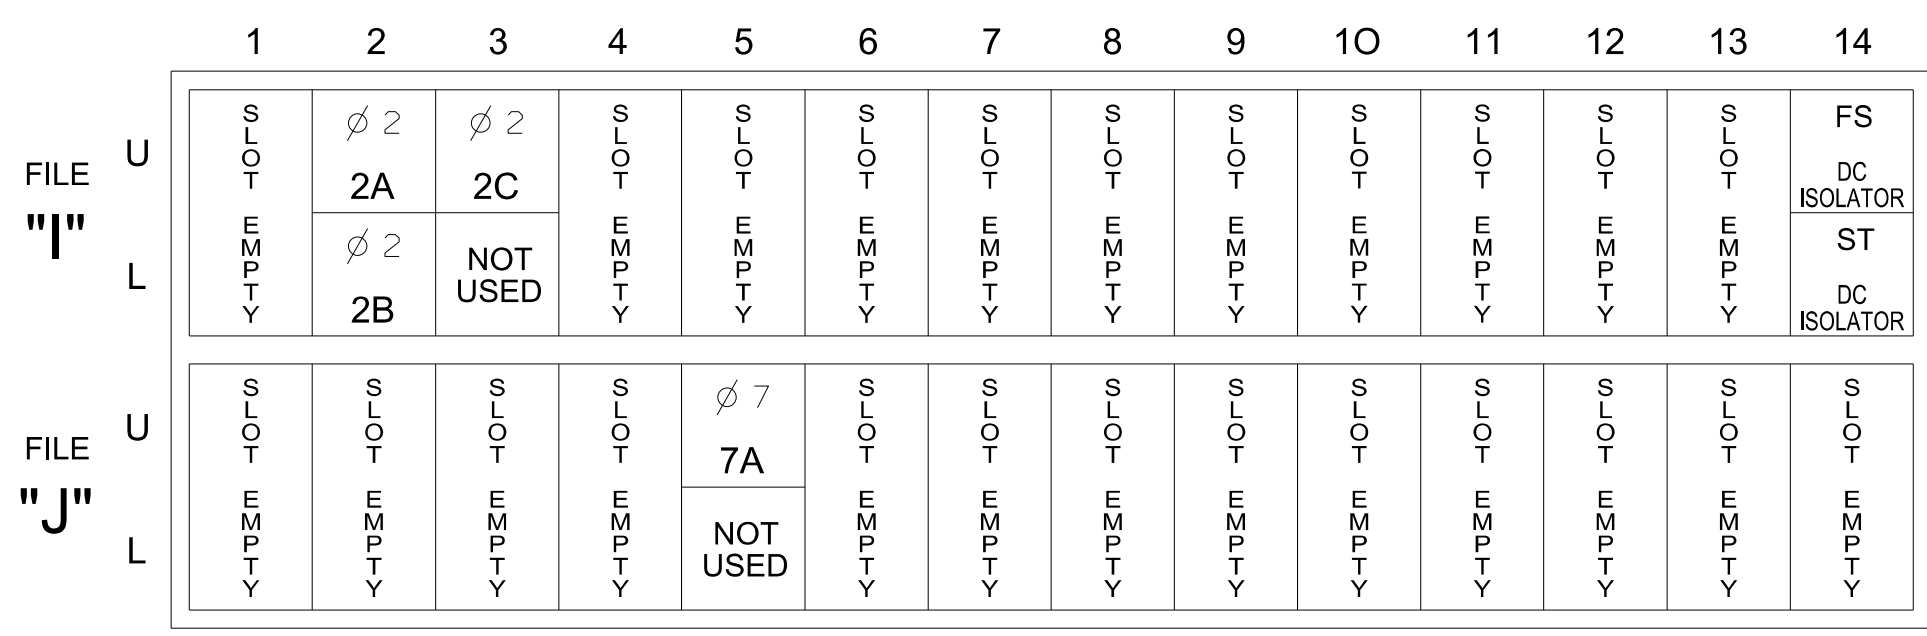 1 2 3 4 5 6 7 8 9 10 11 12 13 14
FILE "I"
U
L
SLOT EMPTY
Ø 2
2A
Ø 2
2B
Ø 2
2C
NOT
USED
SLOT EMPTY
SLOT EMPTY
SLOT EMPTY
SLOT EMPTY
SLOT EMPTY
SLOT EMPTY
SLOT EMPTY
SLOT EMPTY
SLOT EMPTY
SLOT EMPTY
FS
DC
ISOLATOR
ST
DC
ISOLATOR
FILE "J"
U
L
SLOT EMPTY
SLOT EMPTY
SLOT EMPTY
SLOT EMPTY
Ø 7
7A
NOT
USED
SLOT EMPTY
SLOT EMPTY
SLOT EMPTY
SLOT EMPTY
SLOT EMPTY
SLOT EMPTY
SLOT EMPTY
SLOT EMPTY
SLOT EMPTY